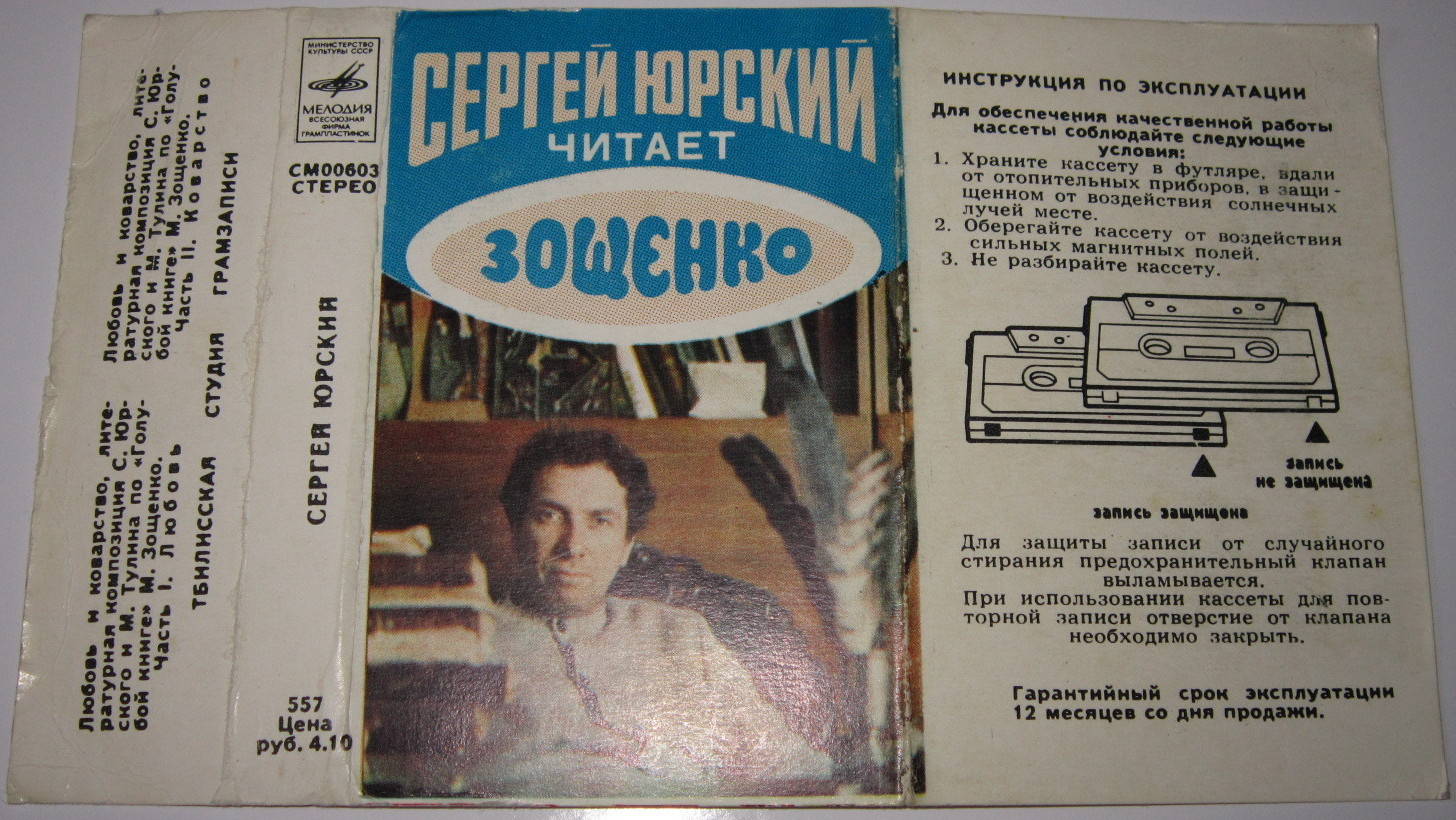 Любовь и коварство, лите-
ратурная композиция С. Юр-
ского и М. Тулина по «Голу-
бой книге» М. Зощенко.
Часть I. Любовь
Любовь и коварство, лите-
ратурная композиция С. Юр-
ского и М. Тулина по «Голу-
бой книге» М. Зощенко.
Часть II. Коварство
ТБИЛИССКАЯ СТУДИЯ ГРАМЗАПИСИ
МИНИСТЕРСТВО
КУЛЬТУРЫ СССР
МЕЛОДИЯ
ВСЕСОЮЗНАЯ
ФИРМА
ГРАМПЛАСТИНОК
СМ00603
СТЕРЕО
СЕРГЕЙ ЮРСКИЙ
557
Цена
руб. 4.10
СЕРГЕЙ ЮРСКИЙ
ЧИТАЕТ
ЗОЩЕНКО
ИНСТРУКЦИЯ ПО ЭКСПЛУАТАЦИИ
Для обеспечения качественной работы
кассеты соблюдайте следующие
условия:
1. Храните кассету в футляре, вдали
от отопительных приборов, в защи-
щенном от воздействия солнечных
лучей месте.
2. Оберегайте кассету от воздействия
сильных магнитных полей.
3. Не разбирайте кассету.
запись
не защищена
запись защищена
Для защиты записи от случайного
стирания предохранительный клапан
выламывается.
При использовании кассеты для пов-
торной записи отверстие от клапана
необходимо закрыть.
Гарантийный срок эксплуатации
12 месяцев со дня продажи.